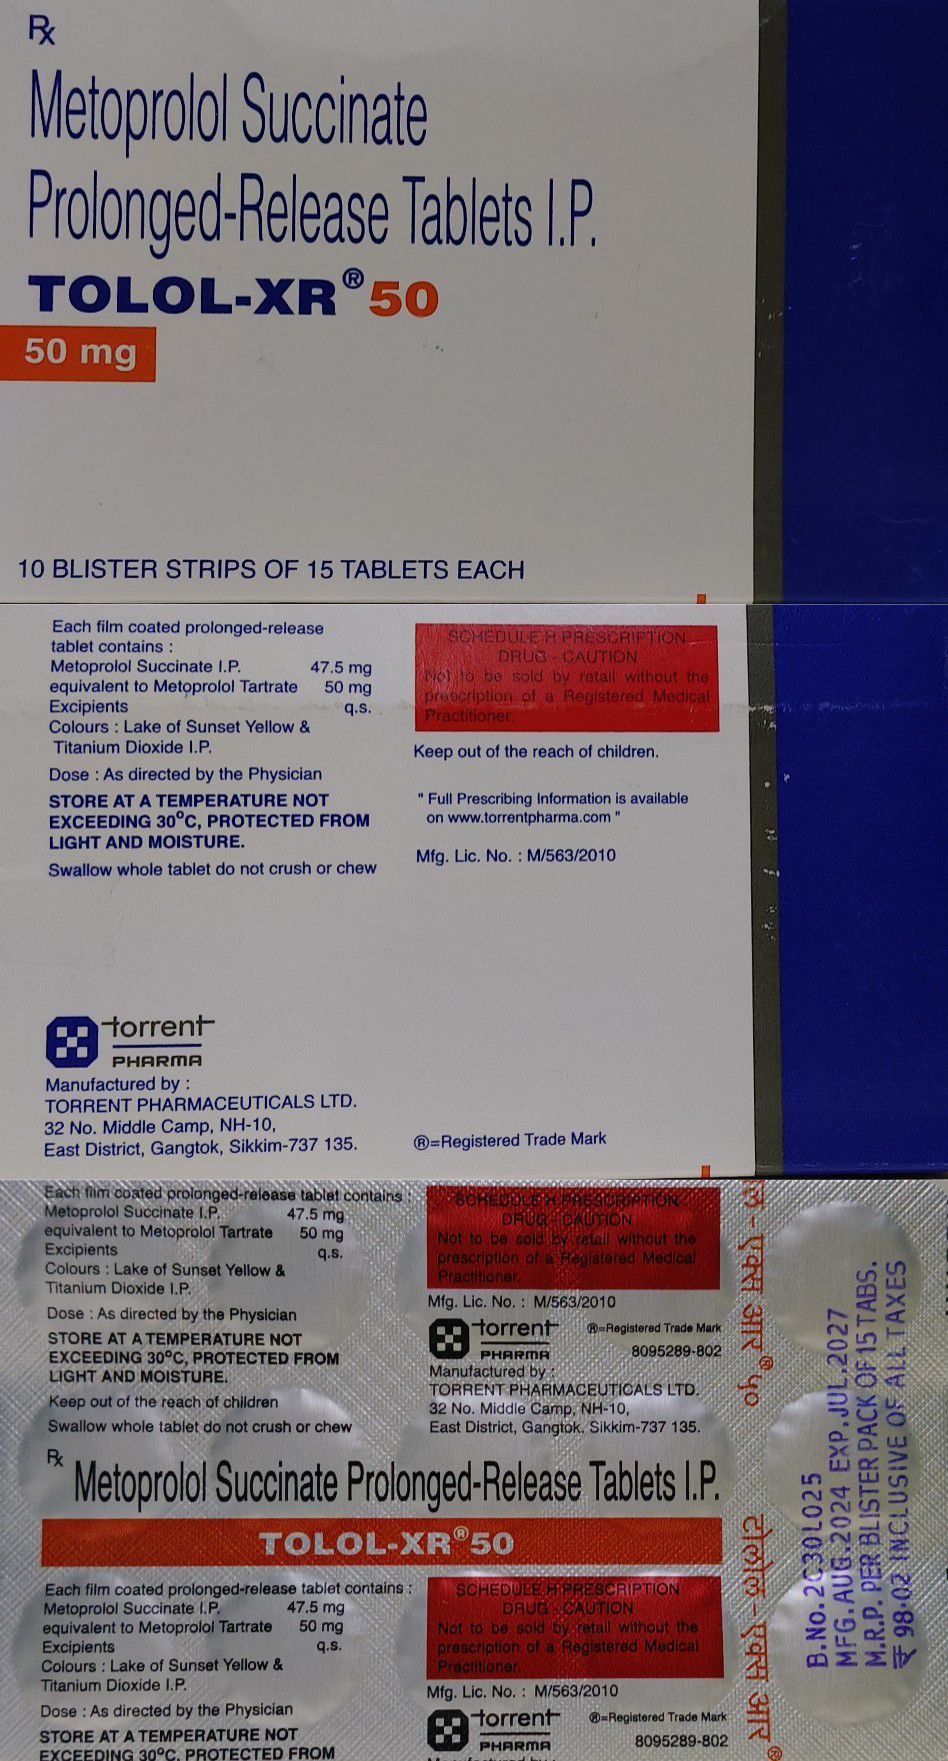 Rx
Metoprolol Succinate
Prolonged-Release Tablets I.P.
TOLOL-XR® 50
50 mg
10 BLISTER STRIPS OF 15 TABLETS EACH
Each film coated prolonged-release
tablet contains :
Metoprolol Succinate I.P. 47.5 mg
equivalent to Metoprolol Tartrate 50 mg
Excipients q.s.
Colours : Lake of Sunset Yellow &
Titanium Dioxide I.P.
Dose : As directed by the Physician
STORE AT A TEMPERATURE NOT
EXCEEDING 30°C, PROTECTED FROM
LIGHT AND MOISTURE.
Swallow whole tablet do not crush or chew
SCHEDULE H PRESCRIPTION
DRUG - CAUTION
Not to be sold by retail without the
prescription of a Registered Medical
Practitioner.
Keep out of the reach of children.
" Full Prescribing Information is available
on www.torrentpharma.com "
Mfg. Lic. No. : M/563/2010
torrent
PHARMA
Manufactured by :
TORRENT PHARMACEUTICALS LTD.
32 No. Middle Camp, NH-10,
East District, Gangtok, Sikkim-737 135.
®=Registered Trade Mark
Each film coated prolonged-release tablet contains :
Metoprolol Succinate I.P. 47.5 mg
equivalent to Metoprolol Tartrate 50 mg
Excipients q.s.
Colours : Lake of Sunset Yellow &
Titanium Dioxide I.P.
Dose : As directed by the Physician
STORE AT A TEMPERATURE NOT
EXCEEDING 30°C, PROTECTED FROM
LIGHT AND MOISTURE.
Keep out of the reach of children
Swallow whole tablet do not crush or chew
SCHEDULE H PRESCRIPTION
DRUG - CAUTION
Not to be sold by retail without the
prescription of a Registered Medical
Practitioner.
Mfg. Lic. No. : M/563/2010
torrent
PHARMA
®=Registered Trade Mark
8095289-802
Manufactured by :
TORRENT PHARMACEUTICALS LTD.
32 No. Middle Camp, NH-10,
East District, Gangtok, Sikkim-737 135.
Rx
Metoprolol Succinate Prolonged-Release Tablets I.P.
TOLOL-XR® 50
Each film coated prolonged-release tablet contains :
Metoprolol Succinate I.P. 47.5 mg
equivalent to Metoprolol Tartrate 50 mg
Excipients q.s.
Colours : Lake of Sunset Yellow &
Titanium Dioxide I.P.
Dose : As directed by the Physician
STORE AT A TEMPERATURE NOT
EXCEEDING 30°C, PROTECTED FROM
SCHEDULE H PRESCRIPTION
DRUG - CAUTION
Not to be sold by retail without the
prescription of a Registered Medical
Practitioner.
Mfg. Lic. No. : M/563/2010
torrent
PHARMA
®=Registered Trade Mark
8095289-802
एक्स आर® ५०
टोलोल-एक्स आर®
B.No.2C30L025
MFG.AUG.2024 EXP.JUL.2027
M.R.P. PER BLISTER PACK OF 15 TABS.
₹ 98.02 INCLUSIVE OF ALL TAXES